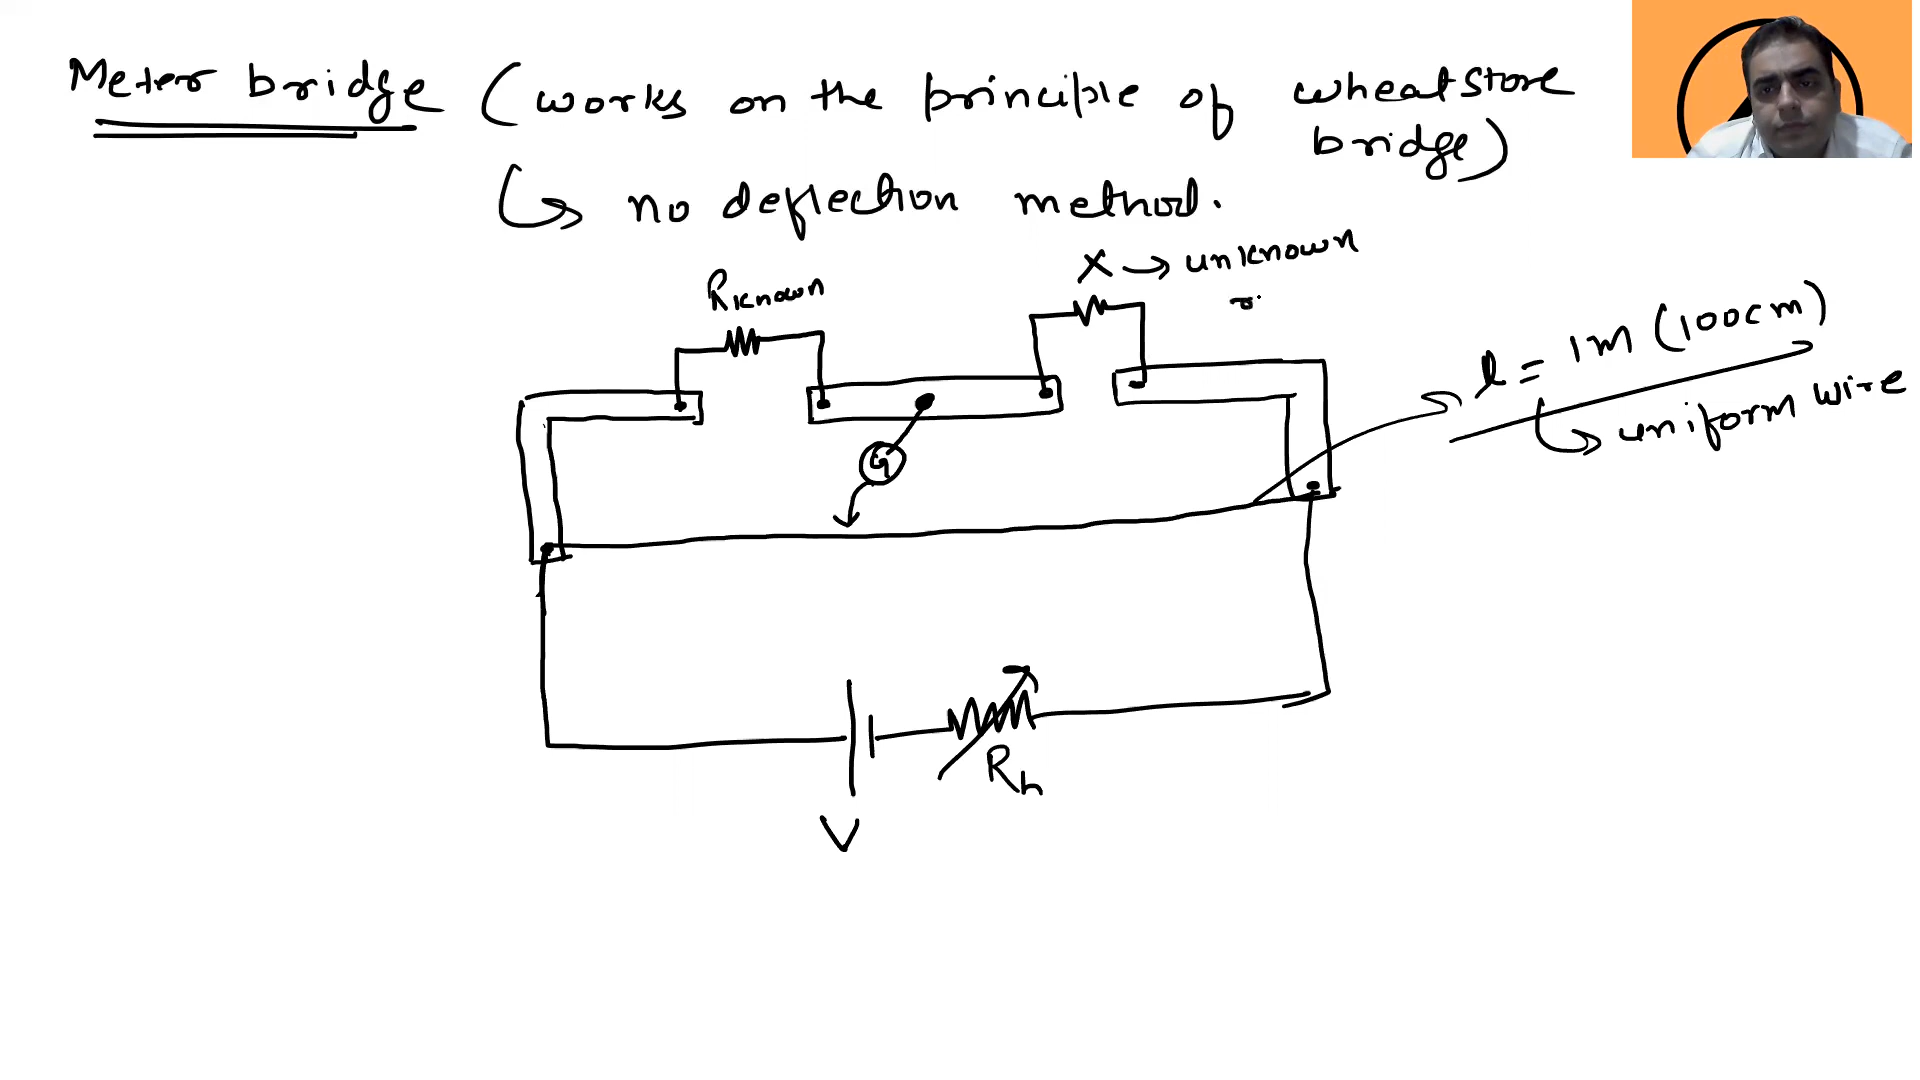 Meter bridge (works on the principle of wheatstone
bridge)
↳ no deflection method.
X → unknown
r.
Rknown
l = 1m (100cm)
↳ uniform wire
G
Rh
V